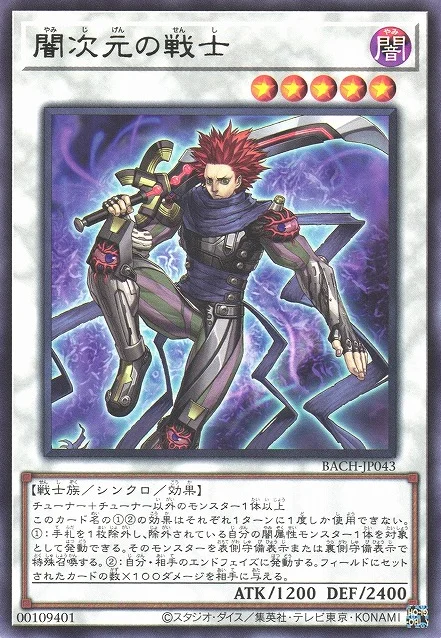 闇次元の戦士
闇
BACH-JP043
【戦士族／シンクロ／効果】
チューナー＋チューナー以外のモンスター1体以上
このカード名の①②の効果はそれぞれ1ターンに1度しか使用できない。
①：手札を1枚除外し、除外されている自分の闇属性モンスター1体を対象
として発動できる。そのモンスターを表側守備表示または裏側守備表示で
特殊召喚する。②：自分・相手のエンドフェイズに発動する。フィールドにセット
されたカードの数×100ダメージを相手に与える。
ATK/1200 DEF/2400
00109401
©スタジオ・ダイス／集英社・テレビ東京・KONAMI